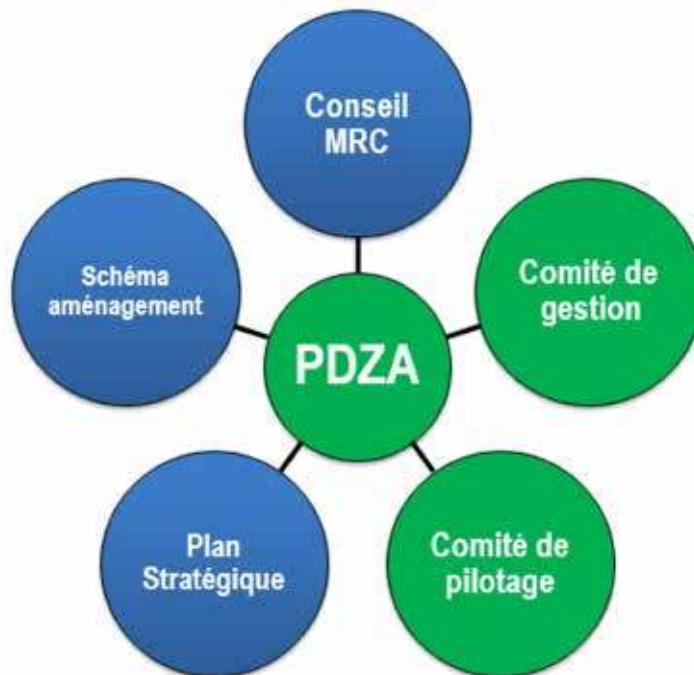 Conseil
MRC
Schéma
aménagement
Comité de
gestion
PDZA
Plan
Stratégique
Comité de
pilotage